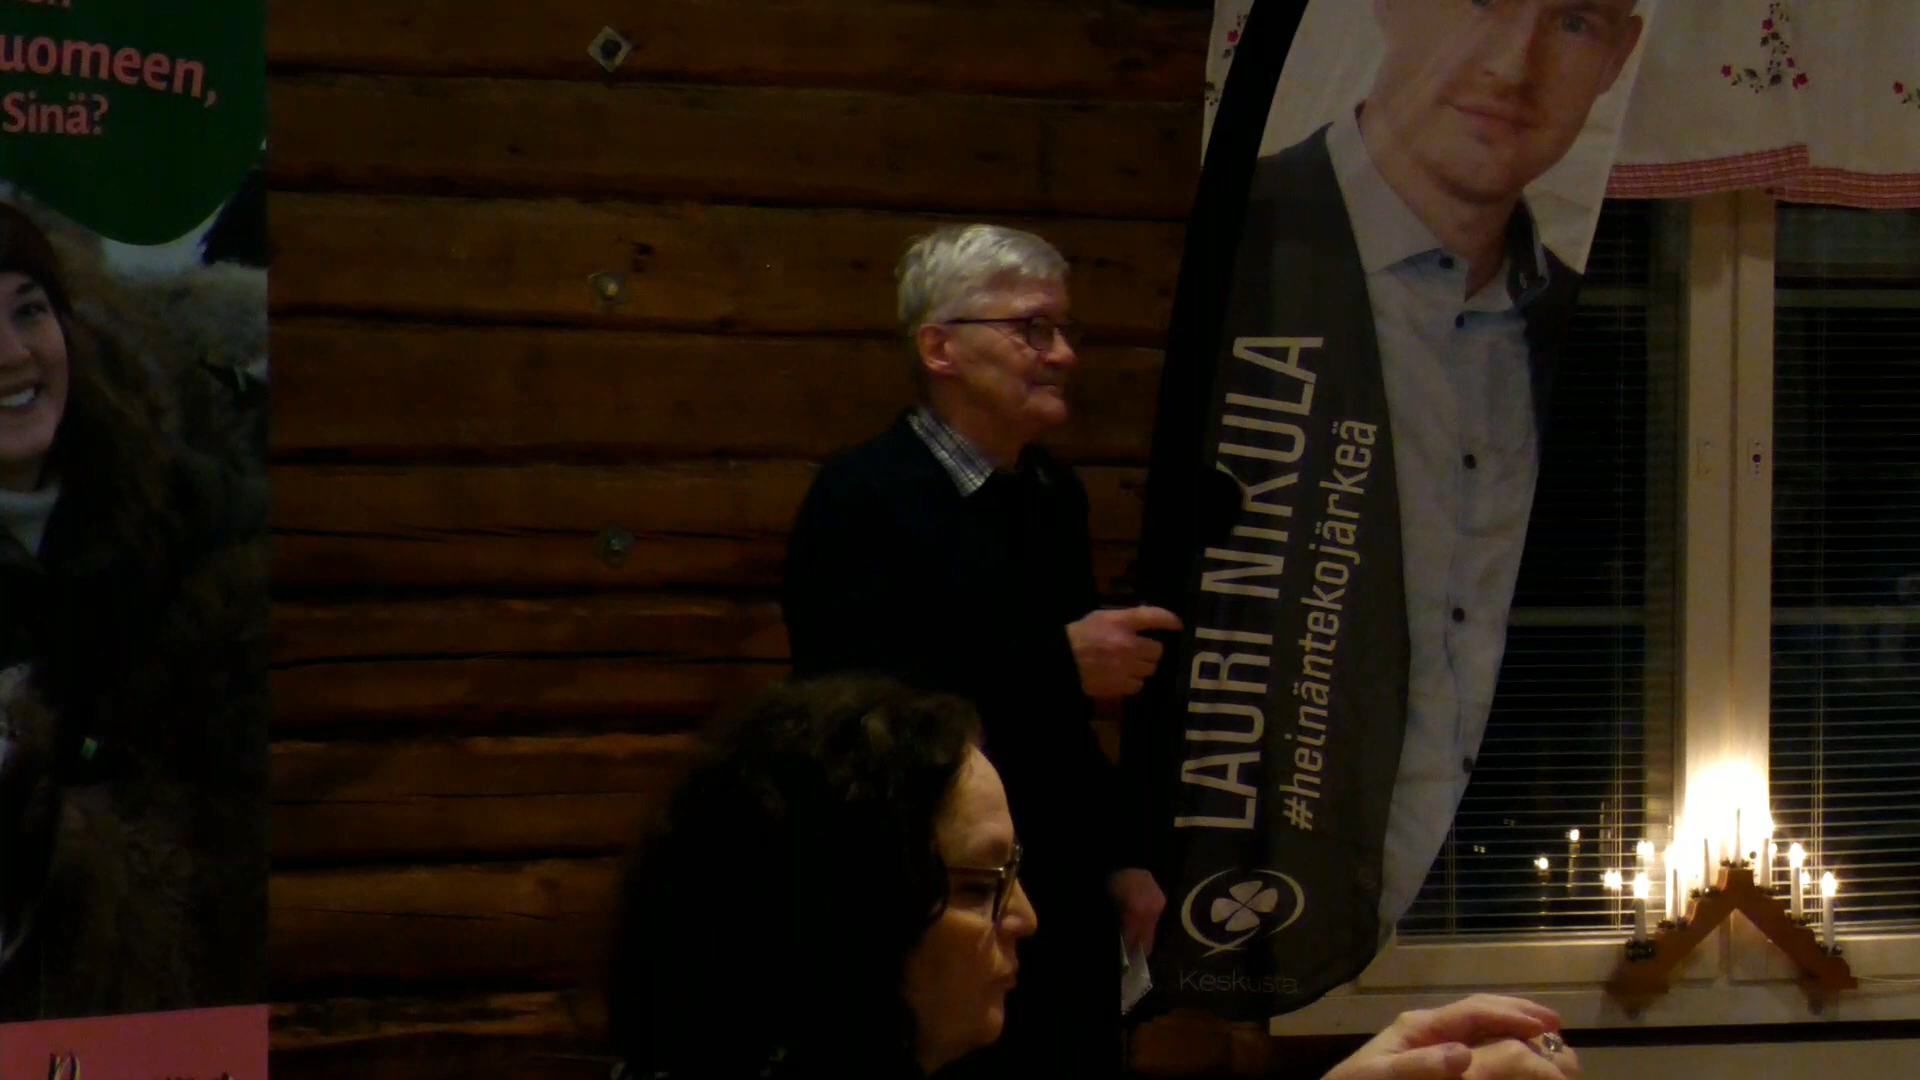 uomeen,
Sinä?
LAURI NIKULA
#heinäntekojärkeä
Keskusta